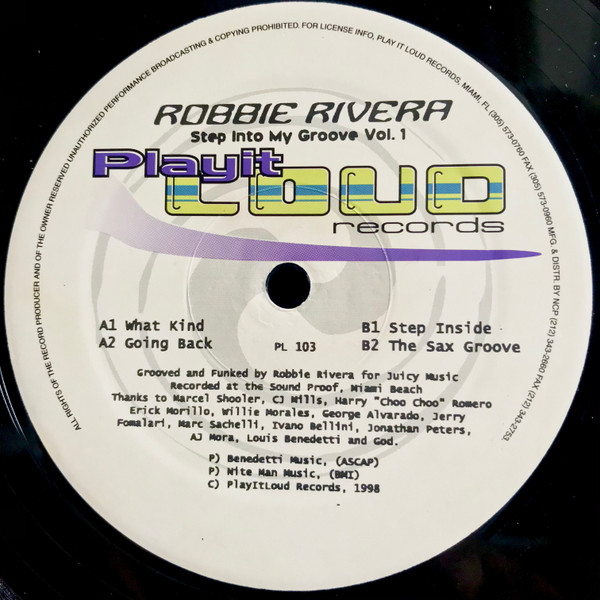 ALL RIGHTS OF THE RECORD PRODUCER AND OF THE OWNER RESERVED UNAUTHORIZED PERFORMANCE BROADCASTING & COPYING PROHIBITED. FOR LICENSE INFO, PLAY IT LOUD RECORDS, MIAMI, FL (305) 573-0760 FAX (305) 573-0960 MFG. & DISTR. BY NCP (212) 343-2660 FAX (212) 343-2753.
ROBBIE RIVERA
Step Into My Groove Vol. 1
Playit
LOUD
records
A1 What Kind
A2 Going Back
PL 103
B1 Step Inside
B2 The Sax Groove
Grooved and Funked by Robbie Rivera for Juicy Music
Recorded at the Sound Proof, Miami Beach
Thanks to Marcel Shooler, CJ Mills, Harry "Choo Choo" Romero
Erick Morillo, Willie Morales, George Alvarado, Jerry
Fomalari, Marc Sachelli, Ivano Bellini, Jonathan Peters,
AJ Mora, Louis Benedetti and God.
P) Benedetti Music, (ASCAP)
P) Nite Man Music, (BMI)
C) PlayItLoud Records, 1998